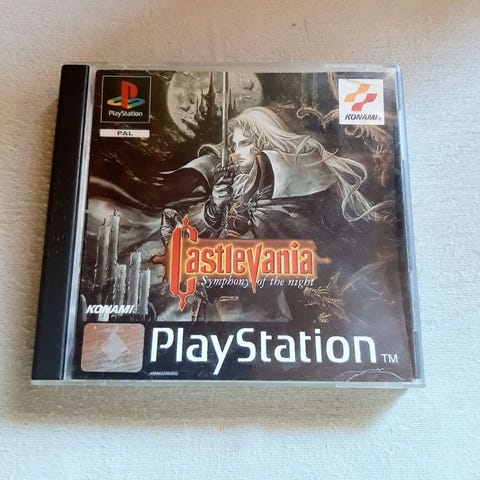 PlayStation
PAL
KONAMI
Castlevania
Symphony of the night
KONAMI
PlayStation TM